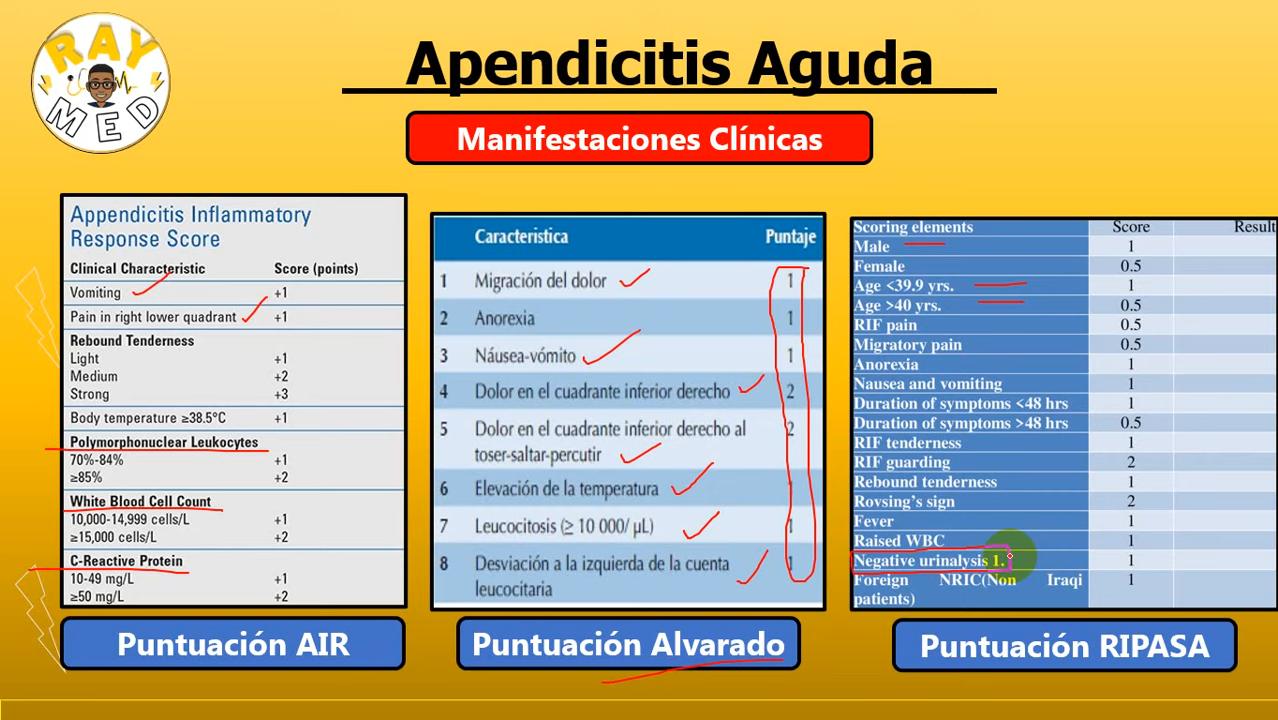 RAY
MED
Apendicitis Aguda
Manifestaciones Clínicas
Appendicitis Inflammatory
Response Score
Clinical Characteristic Score (points)
Vomiting +1
Pain in right lower quadrant +1
Rebound Tenderness
Light +1
Medium +2
Strong +3
Body temperature ≥38.5°C +1
Polymorphonuclear Leukocytes
70%-84% +1
≥85% +2
White Blood Cell Count
10,000-14,999 cells/L +1
≥15,000 cells/L +2
C-Reactive Protein
10-49 mg/L +1
≥50 mg/L +2
Puntuación AIR
Caracteristica Puntaje
1 Migración del dolor 1
2 Anorexia 1
3 Náusea-vómito 1
4 Dolor en el cuadrante inferior derecho 2
5 Dolor en el cuadrante inferior derecho al 2
toser-saltar-percutir
6 Elevación de la temperatura 1
7 Leucocitosis (≥ 10 000/ µL) 1
8 Desviación a la izquierda de la cuenta 1
leucocitaria
Puntuación Alvarado
Scoring elements Score Result
Male 1
Female 0.5
Age <39.9 yrs. 1
Age >40 yrs. 0.5
RIF pain 0.5
Migratory pain 0.5
Anorexia 1
Nausea and vomiting 1
Duration of symptoms <48 hrs 1
Duration of symptoms >48 hrs 0.5
RIF tenderness 1
RIF guarding 2
Rebound tenderness 1
Rovsing's sign 2
Fever 1
Raised WBC 1
Negative urinalysis 1. 1
Foreign NRIC(Non Iraqi 1
patients)
Puntuación RIPASA